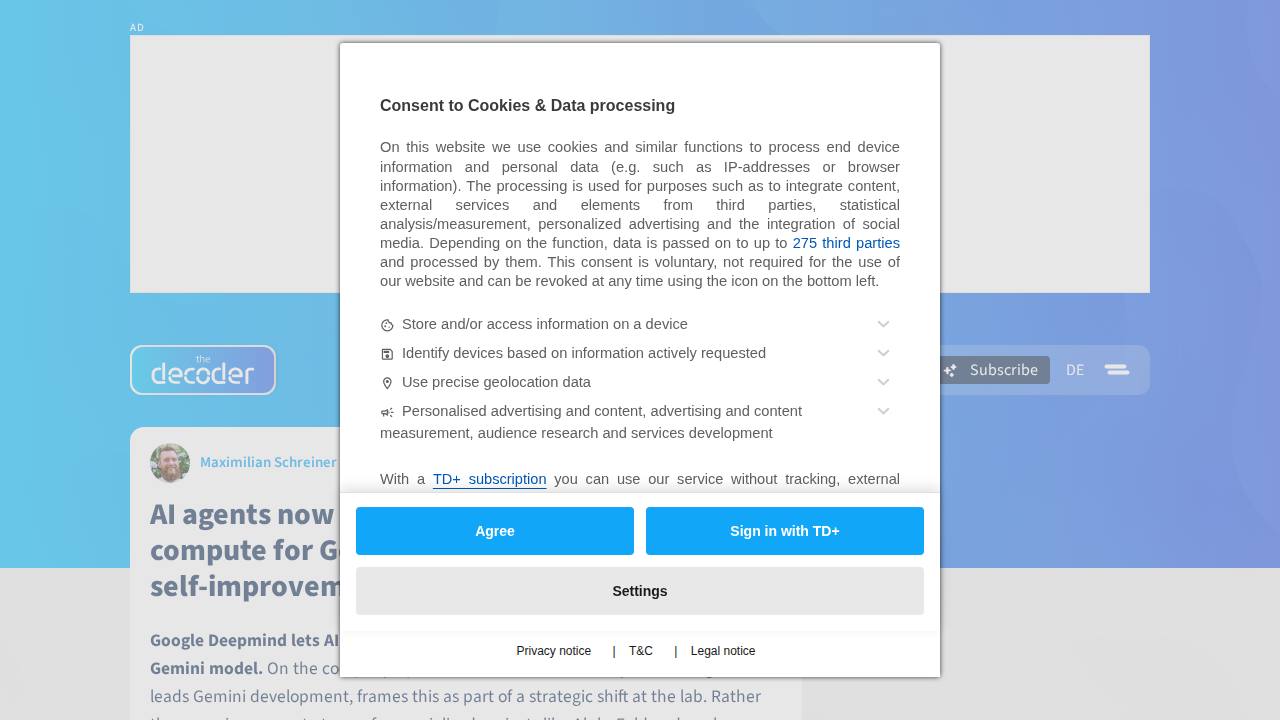 AD
Consent to Cookies & Data processing
On this website we use cookies and similar functions to process end device
information and personal data (e.g. such as IP-addresses or browser
information). The processing is used for purposes such as to integrate content,
external services and elements from third parties, statistical
analysis/measurement, personalized advertising and the integration of social
media. Depending on the function, data is passed on to up to 275 third parties
and processed by them. This consent is voluntary, not required for the use of
our website and can be revoked at any time using the icon on the bottom left.
Store and/or access information on a device
Identify devices based on information actively requested
Use precise geolocation data
Personalised advertising and content, advertising and content
measurement, audience research and services development
With a TD+ subscription you can use our service without tracking, external
Agree
Sign in with TD+
Settings
Privacy notice | T&C | Legal notice
the
decoder
Subscribe
DE
Maximilian Schreiner
AI agents now
compute for G
self-improvem
Google Deepmind lets AI
Gemini model. On the co
leads Gemini development, frames this as part of a strategic shift at the lab. Rather